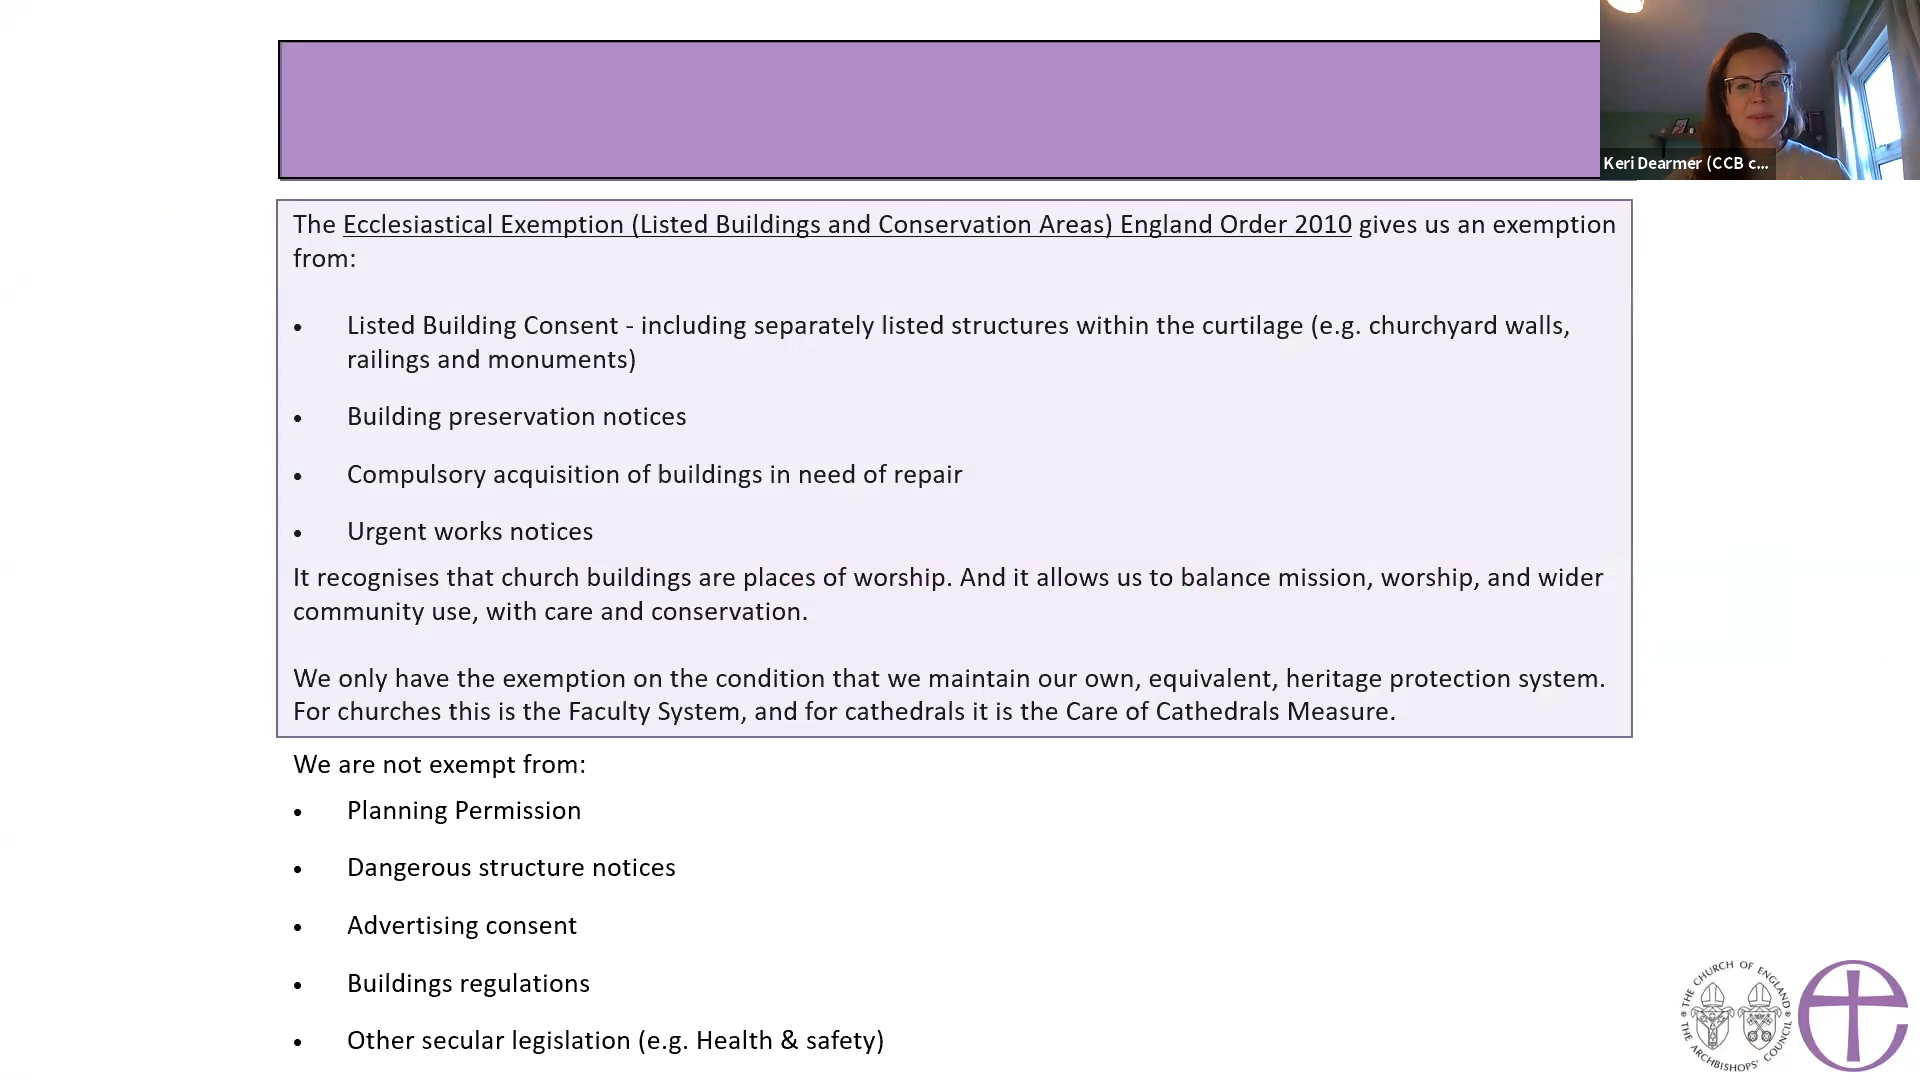 Keri Dearmer (CCB c...
The Ecclesiastical Exemption (Listed Buildings and Conservation Areas) England Order 2010 gives us an exemption
from:
• Listed Building Consent - including separately listed structures within the curtilage (e.g. churchyard walls,
railings and monuments)
• Building preservation notices
• Compulsory acquisition of buildings in need of repair
• Urgent works notices
It recognises that church buildings are places of worship. And it allows us to balance mission, worship, and wider
community use, with care and conservation.
We only have the exemption on the condition that we maintain our own, equivalent, heritage protection system.
For churches this is the Faculty System, and for cathedrals it is the Care of Cathedrals Measure.
We are not exempt from:
• Planning Permission
• Dangerous structure notices
• Advertising consent
• Buildings regulations
• Other secular legislation (e.g. Health & safety)
THE CHURCH OF ENGLAND
THE ARCHBISHOPS' COUNCIL